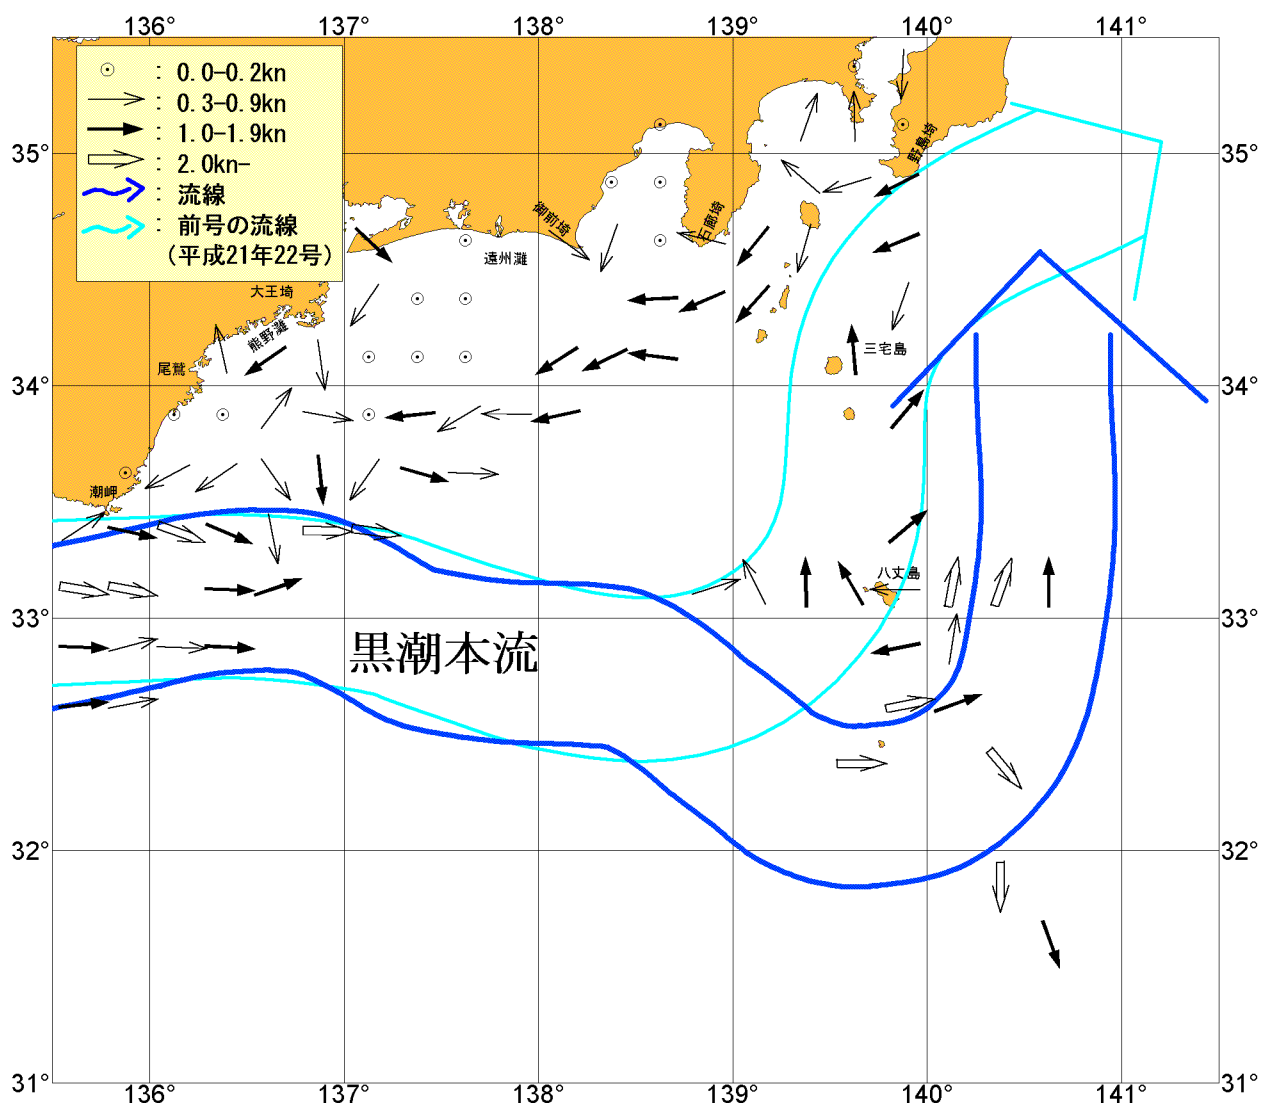 136° 137° 138° 139° 140° 141°
⊙ : 0.0-0.2kn
: 0.3-0.9kn
: 1.0-1.9kn
: 2.0kn-
: 流線
: 前号の流線
(平成21年22号)
35° 35°
野島埼
御前埼
石廊埼
遠州灘
大王埼
熊野灘
三宅島
尾鷲
34° 34°
潮岬
八丈島
33° 33°
黒潮本流
32° 32°
31° 31°
136° 137° 138° 139° 140° 141°